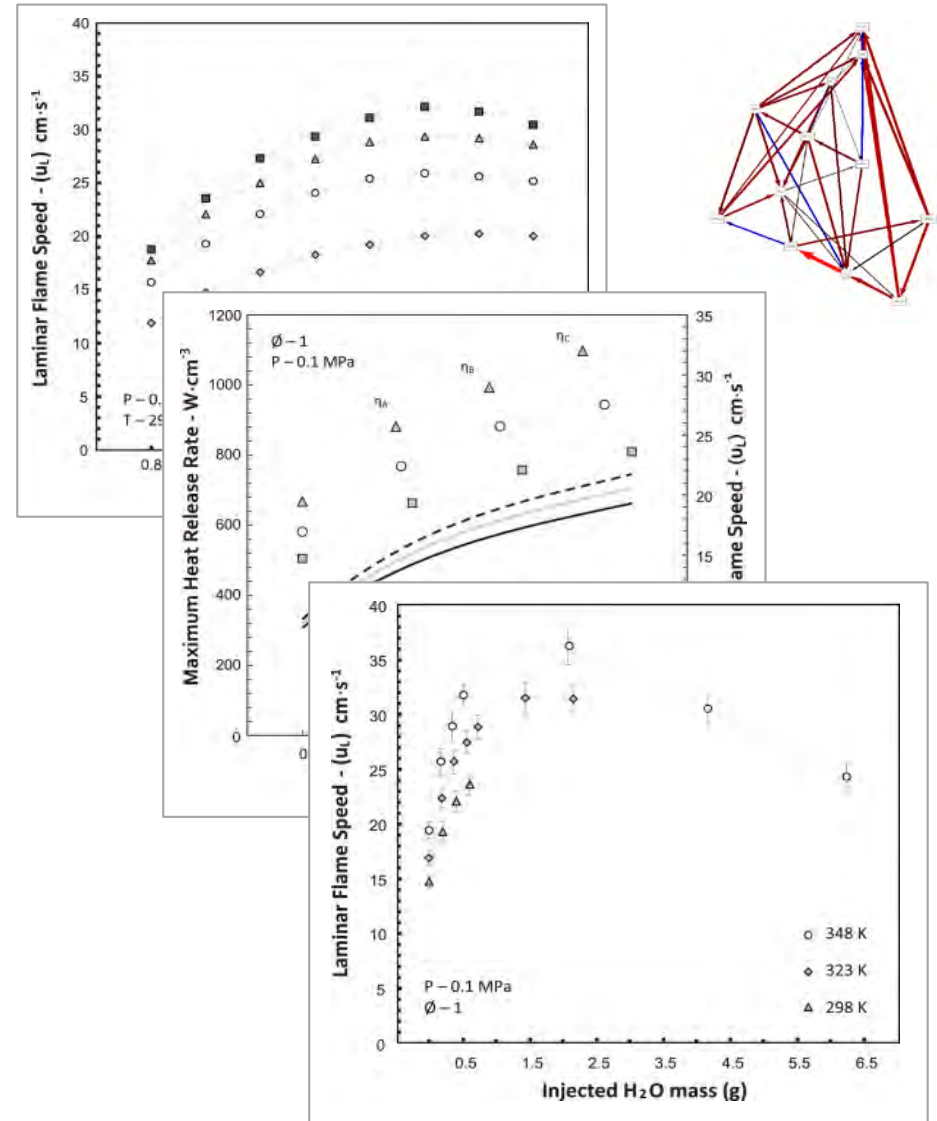 40
35
30
25
20
15
10
5
0
Laminar Flame Speed - (uL) cm·s⁻¹
P – 0.
T – 29
0.8
1200
1000
800
600
400
200
0
Maximum Heat Release Rate - W·cm⁻³
Ø – 1
P – 0.1 MPa
ηA
ηB
ηC
35
30
25
20
15
ame Speed – (uL) cm·s⁻¹
0.
40
35
30
25
20
15
10
5
0
Laminar Flame Speed - (uL) cm·s⁻¹
348 K
323 K
298 K
P – 0.1 MPa
Ø – 1
0.5 1.5 2.5 3.5 4.5 5.5 6.5
Injected H₂O mass (g)